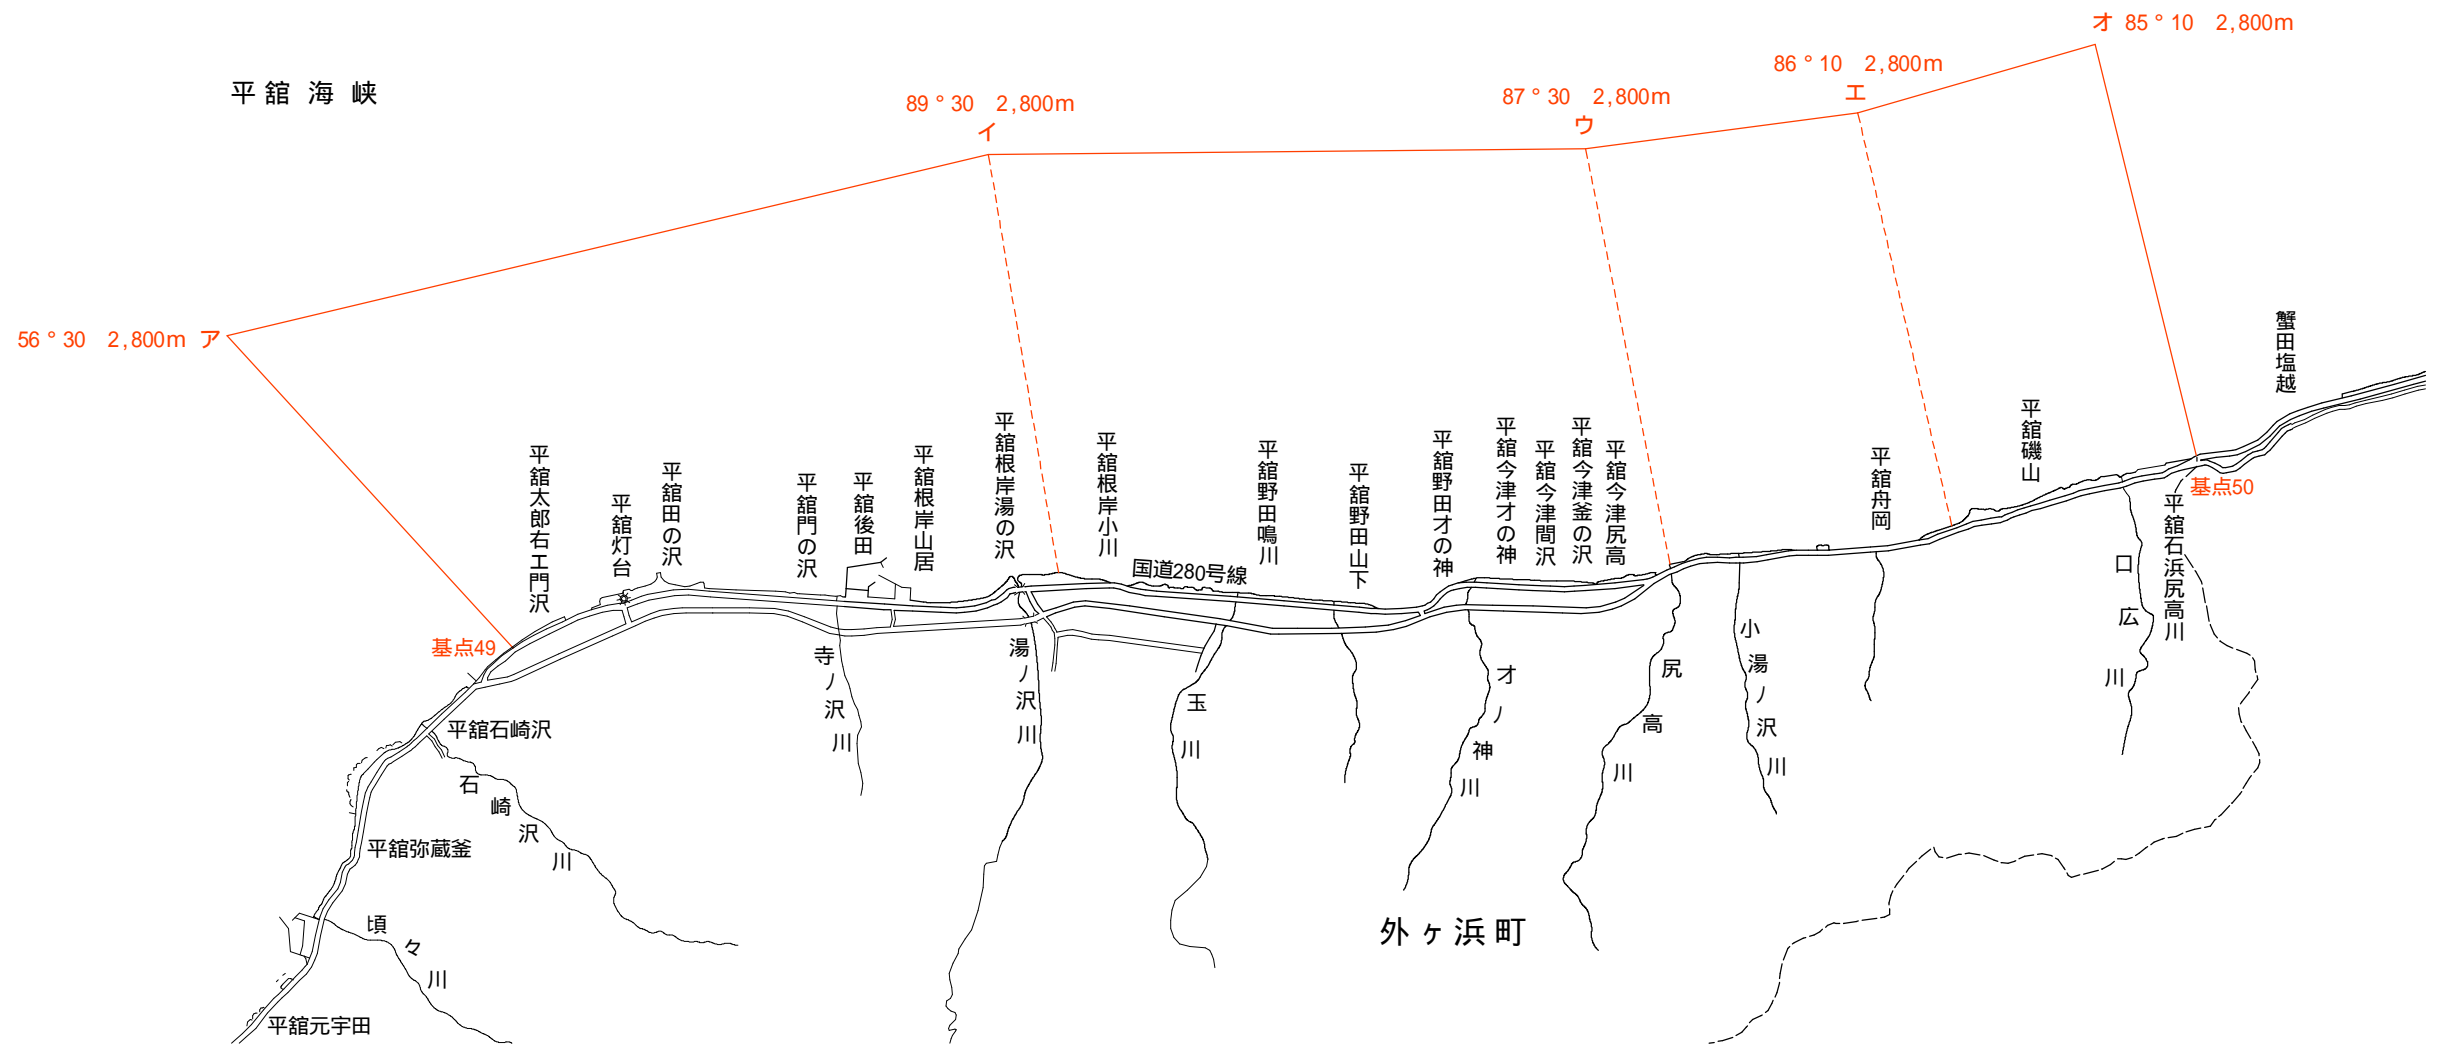 オ 85°10 2,800m
86°10 2,800m
エ
平舘海峡
89°30 2,800m
イ
87°30 2,800m
ウ
56°30 2,800m ア
蟹田塩越
平舘磯山
平舘太郎右エ門沢
平舘灯台
平舘田の沢
平舘門の沢
平舘後田
平舘根岸山居
平舘根岸湯の沢
平舘根岸小川
国道280号線
平舘野田鳴川
平舘野田山下
平舘野田才の神
平舘今津才の神
平舘今津間沢
平舘今津釜の沢
平舘今津尻高
平舘舟岡
基点50
平舘石浜尻高川
基点49
平舘石崎沢
石崎沢川
寺ノ沢川
湯ノ沢川
玉川
オノ神川
尻高川
小湯ノ沢川
口広川
平舘弥蔵釜
頃々川
外ヶ浜町
平舘元宇田